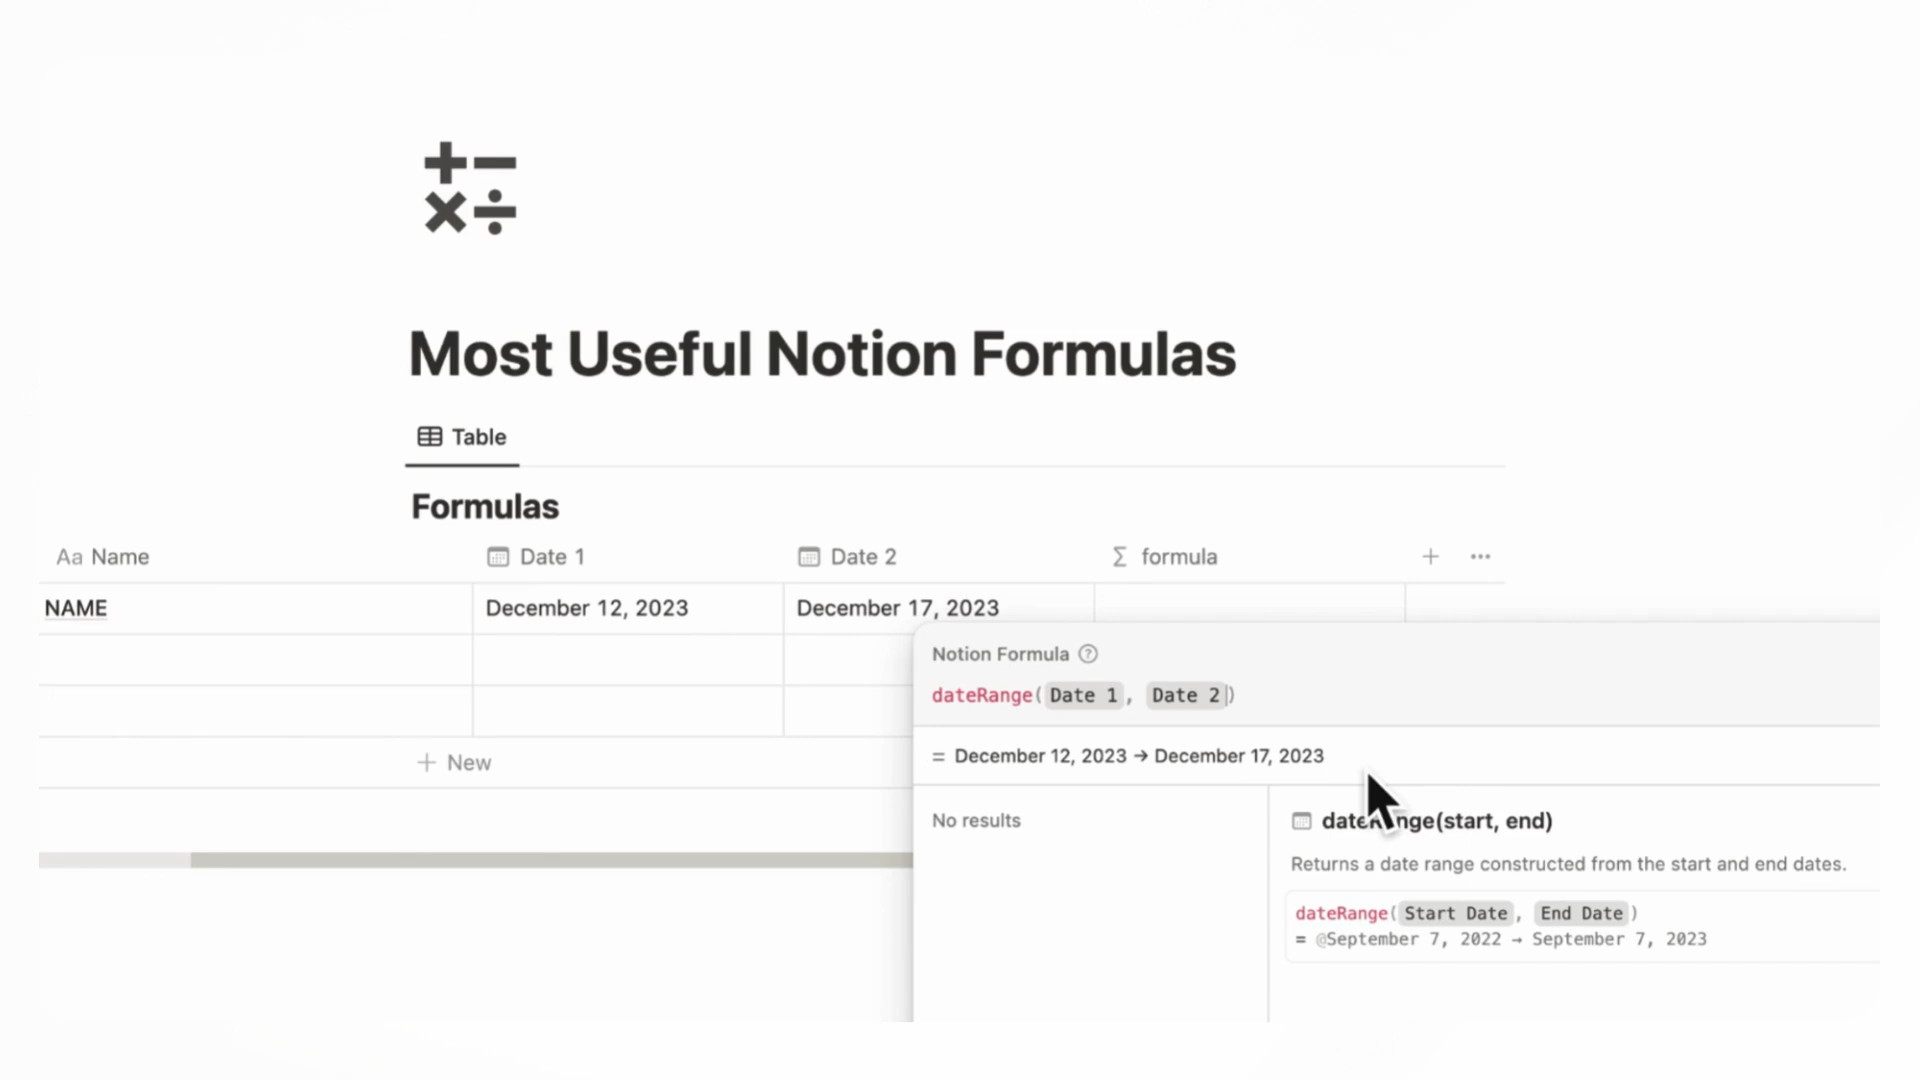 Most Useful Notion Formulas
Table
Formulas
Aa Name Date 1 Date 2 Σ formula + •••
NAME December 12, 2023 December 17, 2023
+ New
Notion Formula ?
dateRange( Date 1 , Date 2 )
= December 12, 2023 → December 17, 2023
No results
dateRange(start, end)
Returns a date range constructed from the start and end dates.
dateRange( Start Date , End Date )
= @September 7, 2022 → September 7, 2023